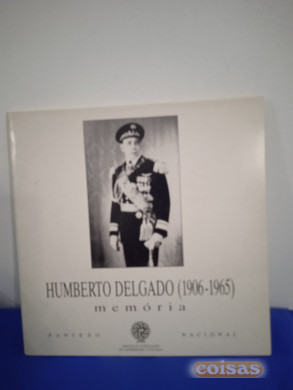 HUMBERTO DELGADO (1906-1965)
memória
PANTEÃO NACIONAL
coisas